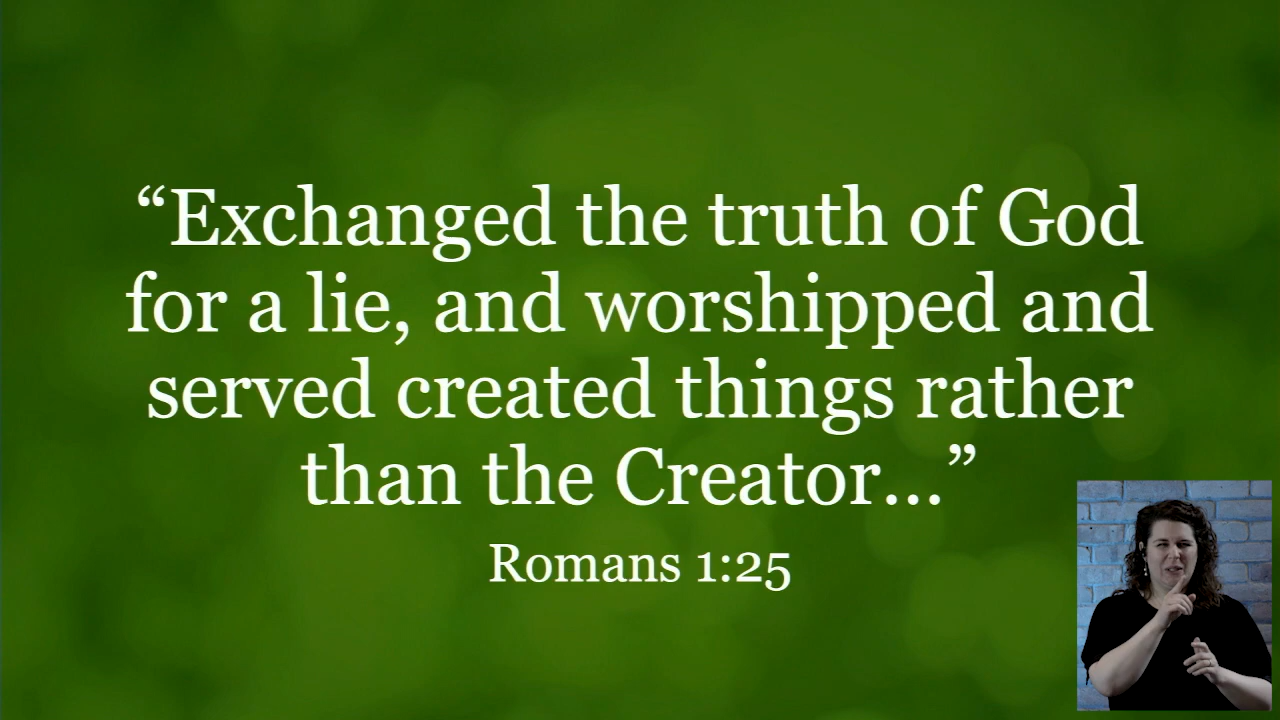 “Exchanged the truth of God
for a lie, and worshipped and
served created things rather
than the Creator...”
Romans 1:25